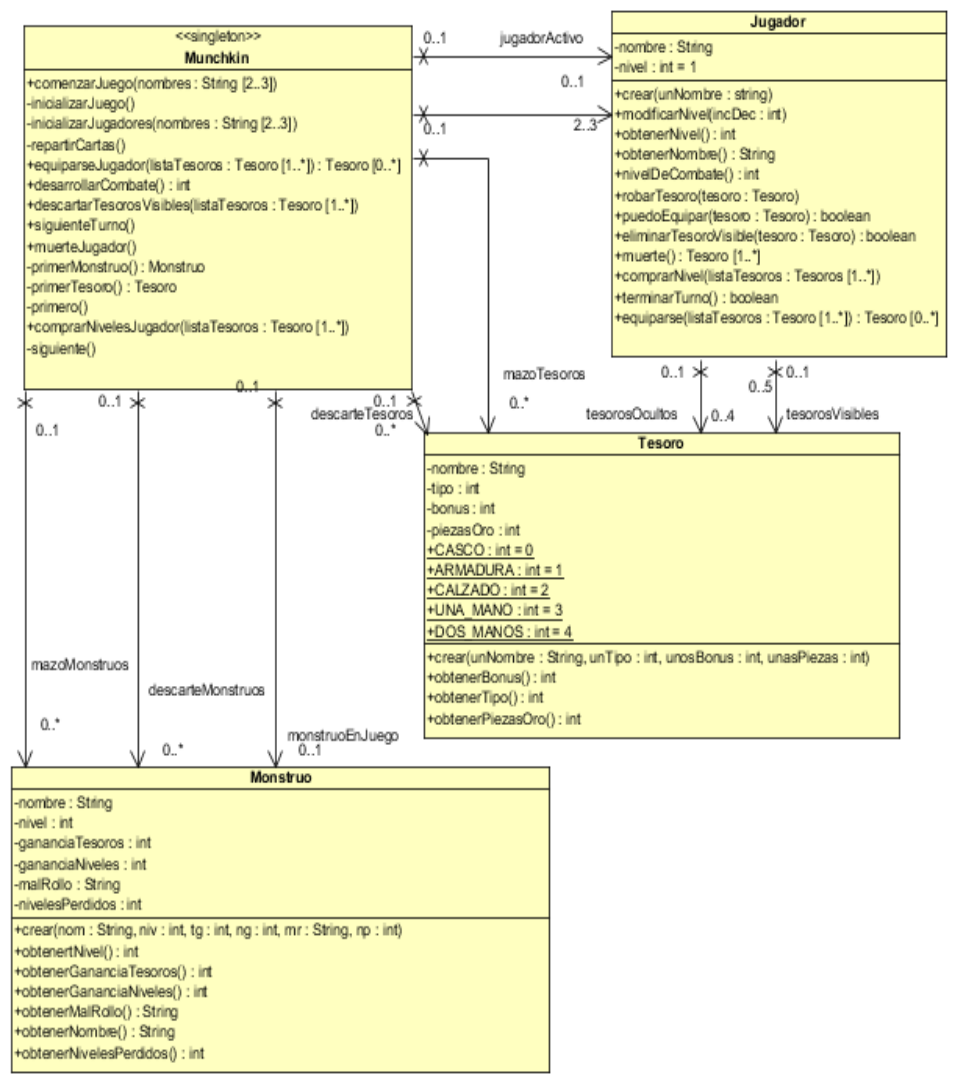 <<singleton>>
Munchkin
+comenzarJuego(nombres : String [2..3])
-inicializarJuego()
-inicializarJugadores(nombres : String [2..3])
-repartirCartas()
+equiparseJugador(listaTesoros : Tesoro [1..*]) : Tesoro [0..*]
+desarrollarCombate() : int
+descartarTesorosVisibles(listaTesoros : Tesoro [1..*])
+siguienteTurno()
+muerteJugador()
-primerMonstruo() : Monstruo
-primerTesoro() : Tesoro
-primero()
+comprarNivelesJugador(listaTesoros : Tesoro [1..*])
-siguiente()
0..1
jugadorActivo
0..1
0..1
2..3
Jugador
-nombre : String
-nivel : int = 1
+crear(unNombre : string)
+modificarNivel(incDec : int)
+obtenerNivel() : int
+obtenerNombre() : String
+nivelDeCombate() : int
+robarTesoro(tesoro : Tesoro)
+puedoEquipar(tesoro : Tesoro) : boolean
+eliminarTesoroVisible(tesoro : Tesoro) : boolean
+muerte() : Tesoro [1..*]
+comprarNivel(listaTesoros : Tesoros [1..*])
+terminarTurno() : boolean
+equiparse(listaTesoros : Tesoro [1..*]) : Tesoro [0..*]
0..1
0..1
0..1
0..1
descarteTesoros
0..*
mazoTesoros
0..*
0..1
0..1
0..5
tesorosOcultos
0..4
tesorosVisibles
Tesoro
-nombre : String
-tipo : int
-bonus : int
-piezasOro : int
+CASCO : int = 0
+ARMADURA : int = 1
+CALZADO : int = 2
+UNA_MANO : int = 3
+DOS_MANOS : int = 4
+crear(unNombre : String, unTipo : int, unosBonus : int, unasPiezas : int)
+obtenerBonus() : int
+obtenerTipo() : int
+obtenerPiezasOro() : int
mazoMonstruos
0..*
descarteMonstruos
0..*
monstruoEnJuego
0..1
Monstruo
-nombre : String
-nivel : int
-gananciaTesoros : int
-gananciaNiveles : int
-malRollo : String
-nivelesPerdidos : int
+crear(nom : String, niv : int, tg : int, ng : int, mr : String, np : int)
+obtenertNivel() : int
+obtenerGananciaTesoros() : int
+obtenerGananciaNiveles() : int
+obtenerMalRollo() : String
+obtenerNombre() : String
+obtenerNivelesPerdidos() : int